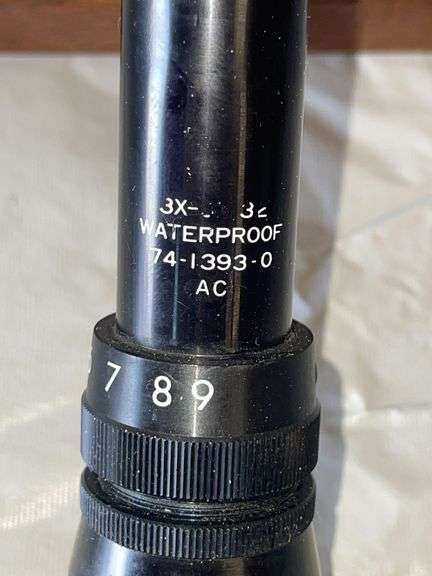 WATERPROOF
74-1393-0
AC
7 8 9